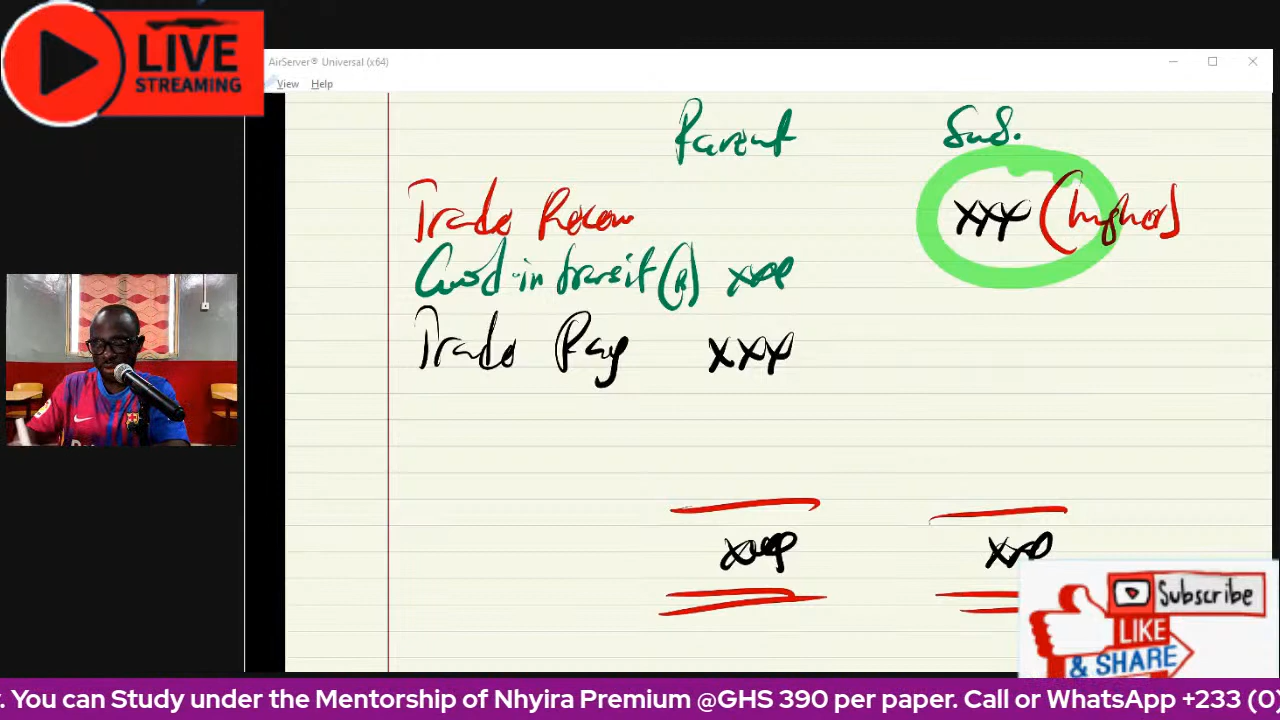 LIVE
STREAMING
AirServer® Universal (x64)
View Help
Parent Sub.
Trade xxx (higher)
Good in transit (R) xxx
Trade Pay xxx
xxx xxx
Subscribe
LIKE
& SHARE
. You can Study under the Mentorship of Nhyira Premium @GHS 390 per paper. Call or WhatsApp +233 (0)